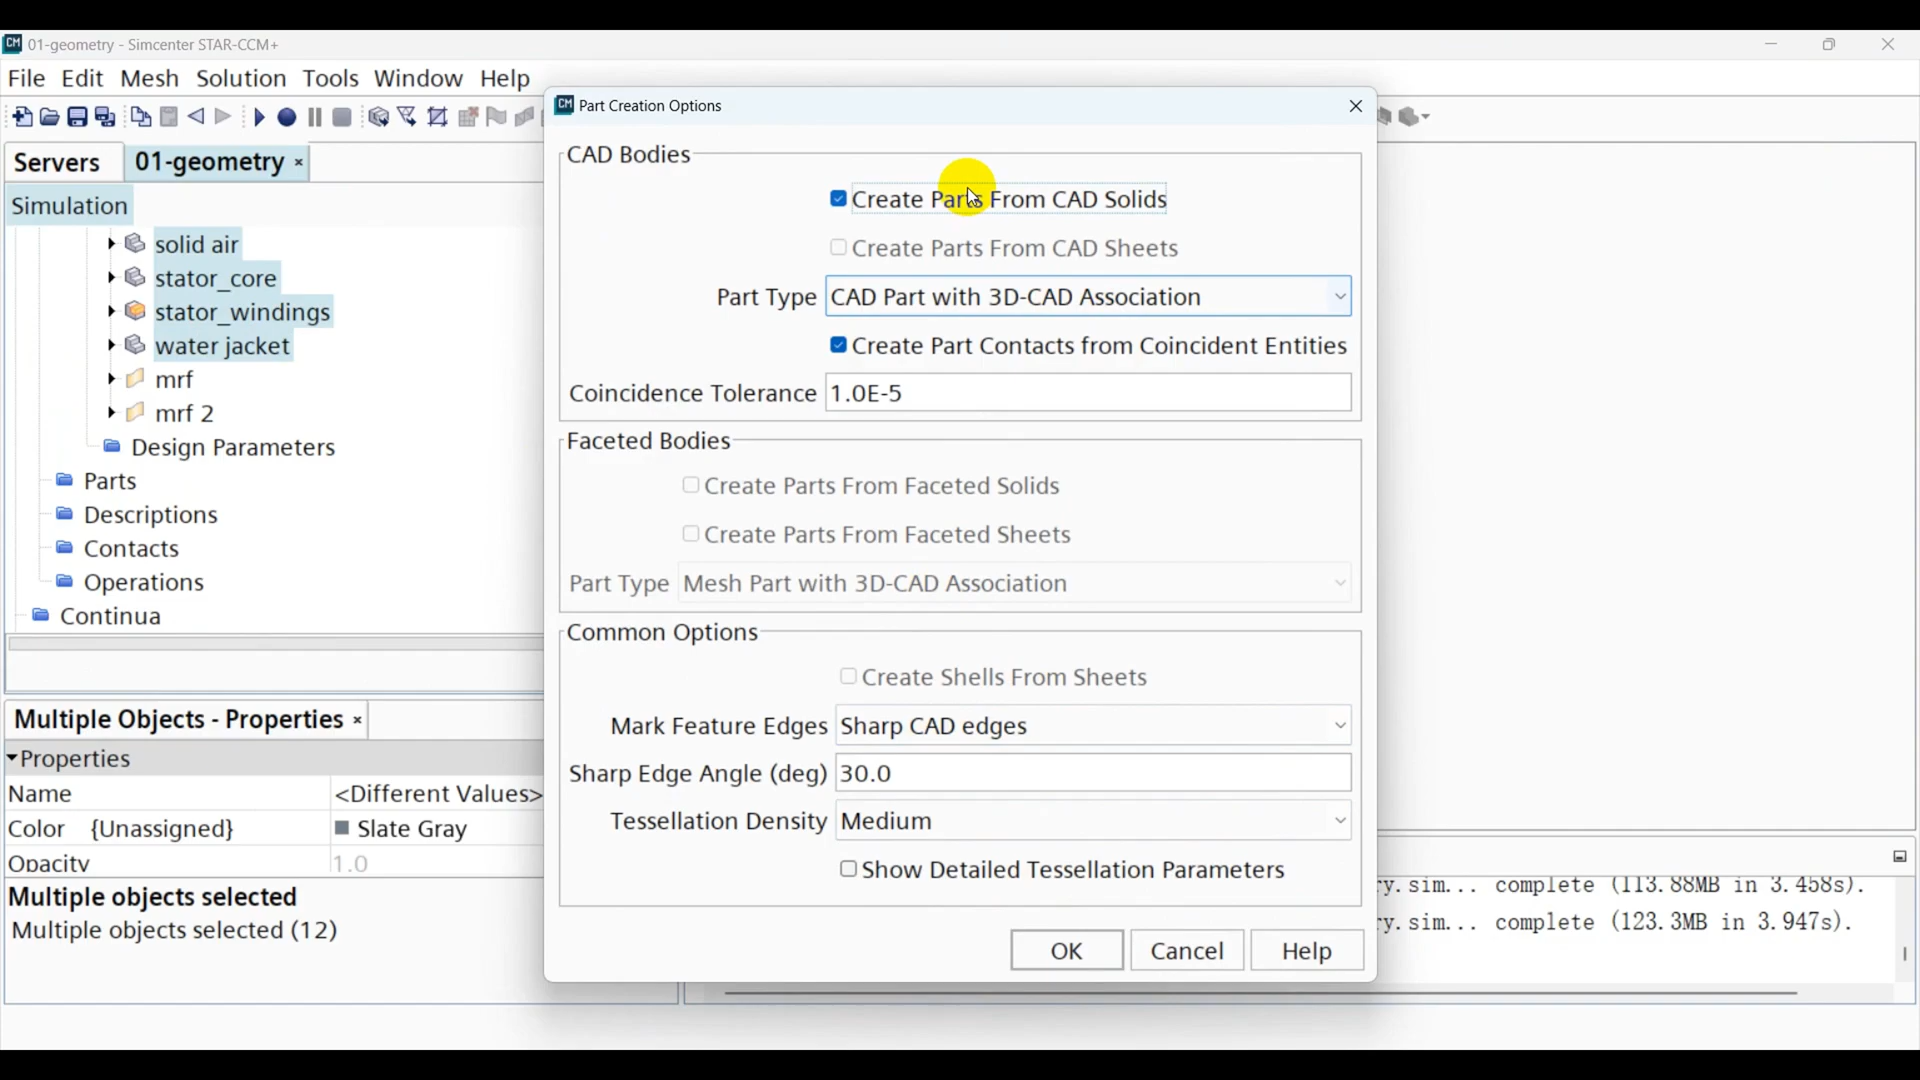 01-geometry - Simcenter STAR-CCM+
File Edit Mesh Solution Tools Window Help
Servers
01-geometry ×
Simulation
solid air
stator_core
stator_windings
water jacket
mrf
mrf 2
Design Parameters
Parts
Descriptions
Contacts
Operations
Continua
Multiple Objects - Properties ×
Properties
Name <Different Values>
Color {Unassigned} Slate Gray
Opacity 1.0
Multiple objects selected
Multiple objects selected (12)
CM Part Creation Options
CAD Bodies
Create Parts From CAD Solids
Create Parts From CAD Sheets
Part Type CAD Part with 3D-CAD Association
Create Part Contacts from Coincident Entities
Coincidence Tolerance 1.0E-5
Faceted Bodies
Create Parts From Faceted Solids
Create Parts From Faceted Sheets
Part Type Mesh Part with 3D-CAD Association
Common Options
Create Shells From Sheets
Mark Feature Edges Sharp CAD edges
Sharp Edge Angle (deg) 30.0
Tessellation Density Medium
Show Detailed Tessellation Parameters
OK Cancel Help
ry.sim... complete (113.88MB in 3.458s).
ry.sim... complete (123.3MB in 3.947s).